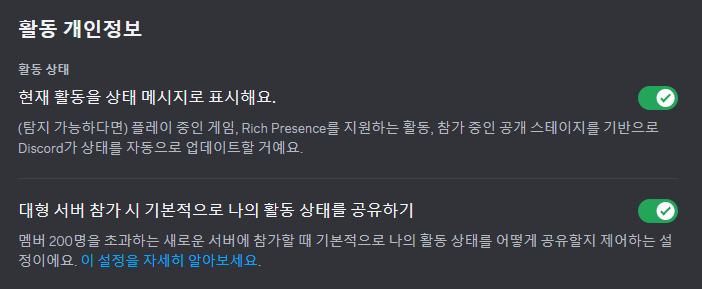 활동 개인정보
활동 상태
현재 활동을 상태 메시지로 표시해요.
(탐지 가능하다면) 플레이 중인 게임, Rich Presence를 지원하는 활동, 참가 중인 공개 스테이지를 기반으로
Discord가 상태를 자동으로 업데이트할 거예요.
대형 서버 참가 시 기본적으로 나의 활동 상태를 공유하기
멤버 200명을 초과하는 새로운 서버에 참가할 때 기본적으로 나의 활동 상태를 어떻게 공유할지 제어하는 설
정이에요. 이 설정을 자세히 알아보세요.